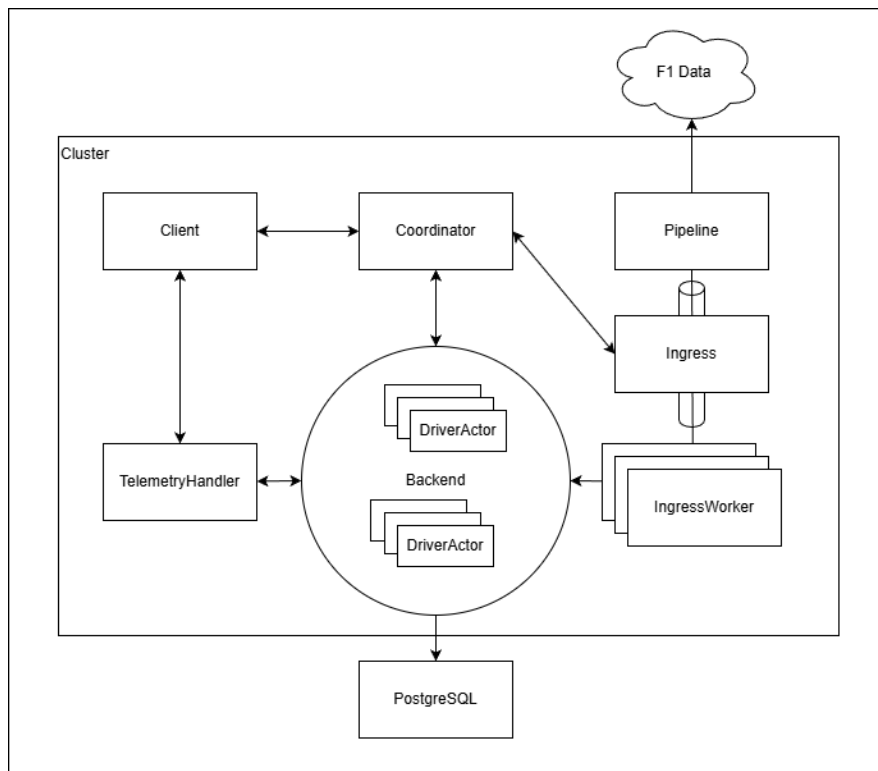 F1 Data
Cluster
Client
Coordinator
Pipeline
Ingress
DriverActor
TelemetryHandler
Backend
IngressWorker
DriverActor
PostgreSQL